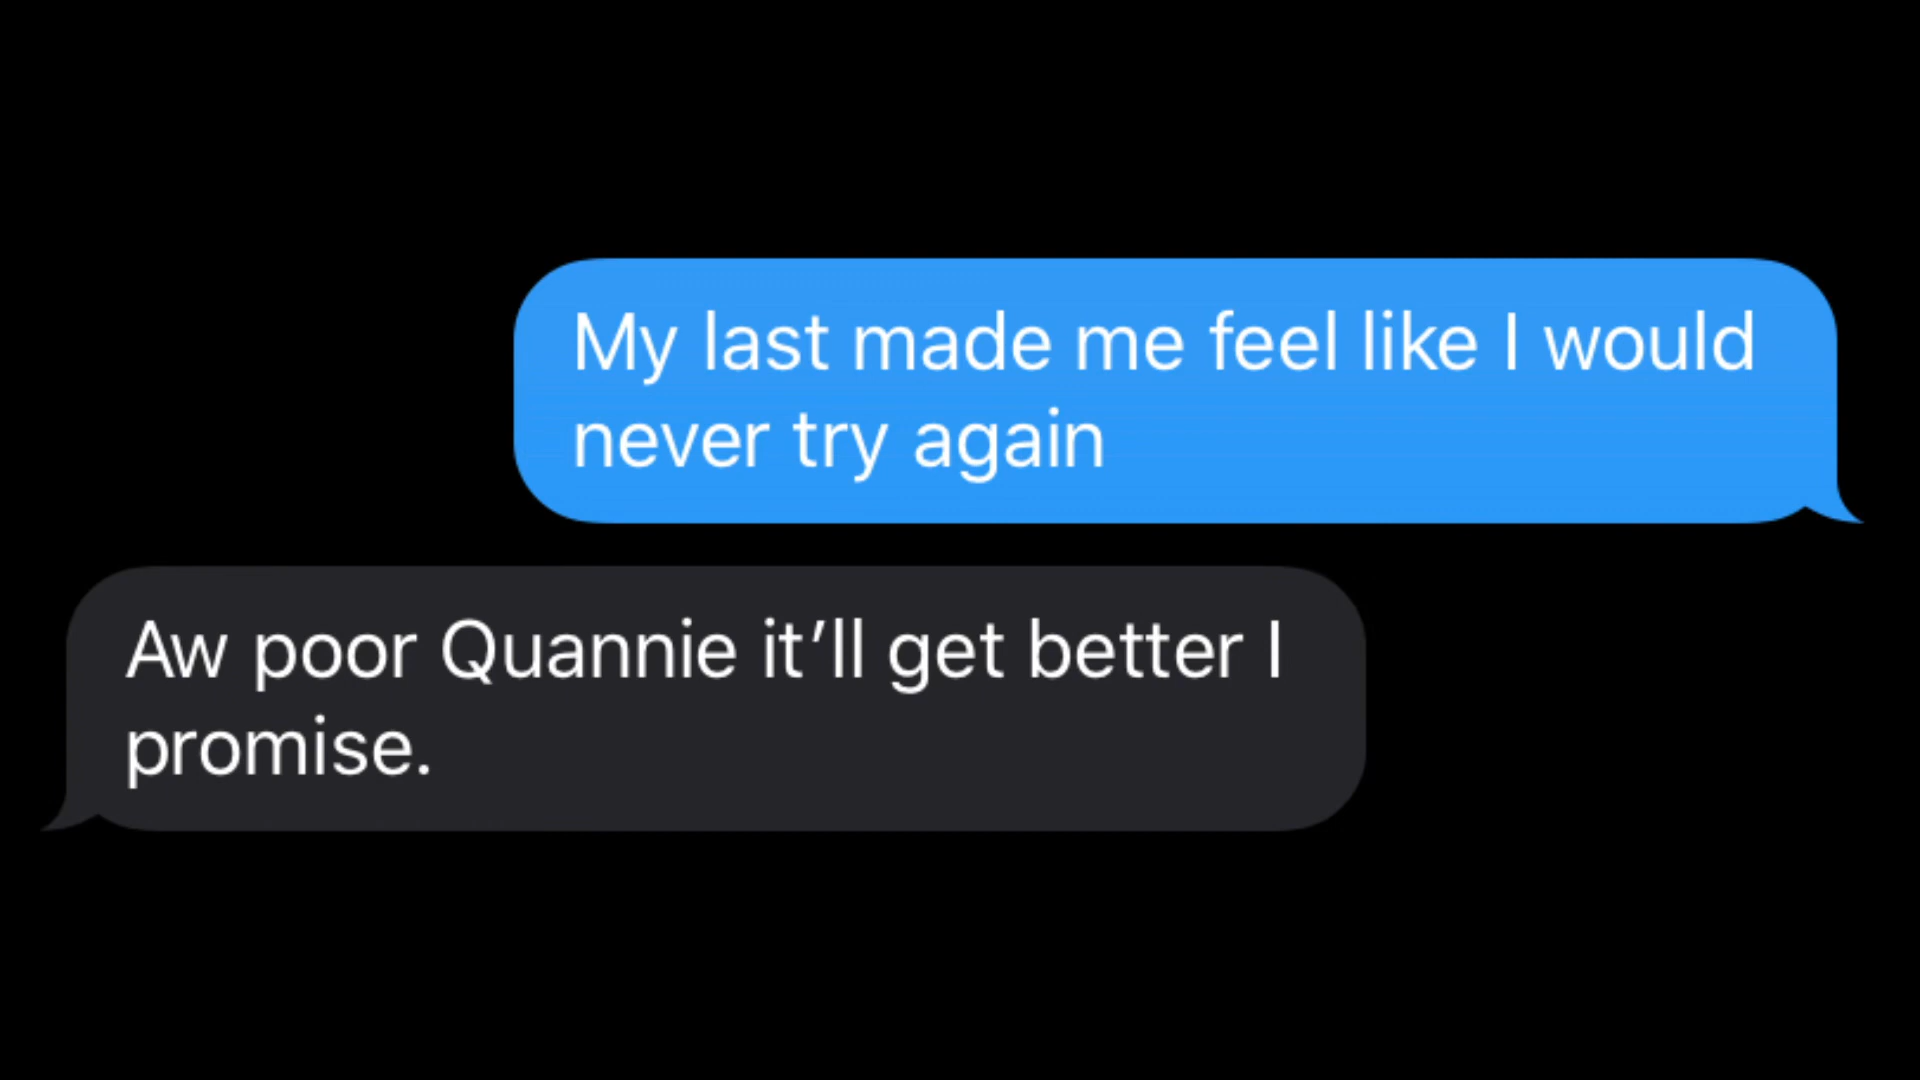 My last made me feel like I would
never try again
Aw poor Quannie it’ll get better I
promise.